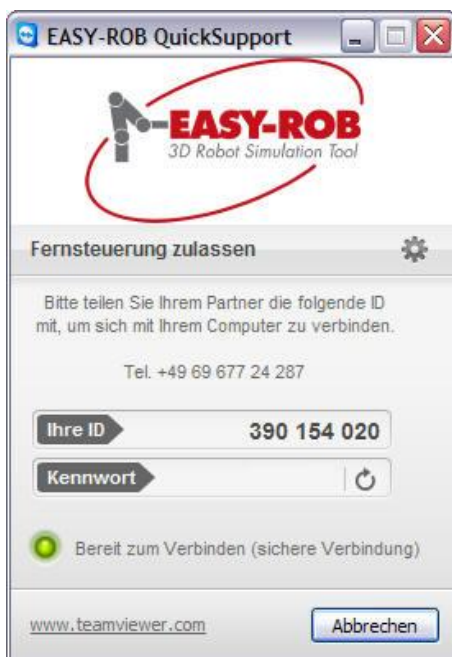 EASY-ROB QuickSupport
EASY-ROB
3D Robot Simulation Tool
Fernsteuerung zulassen
Bitte teilen Sie Ihrem Partner die folgende ID
mit, um sich mit Ihrem Computer zu verbinden.
Tel. +49 69 677 24 287
Ihre ID 390 154 020
Kennwort
Bereit zum Verbinden (sichere Verbindung)
www.teamviewer.com Abbrechen